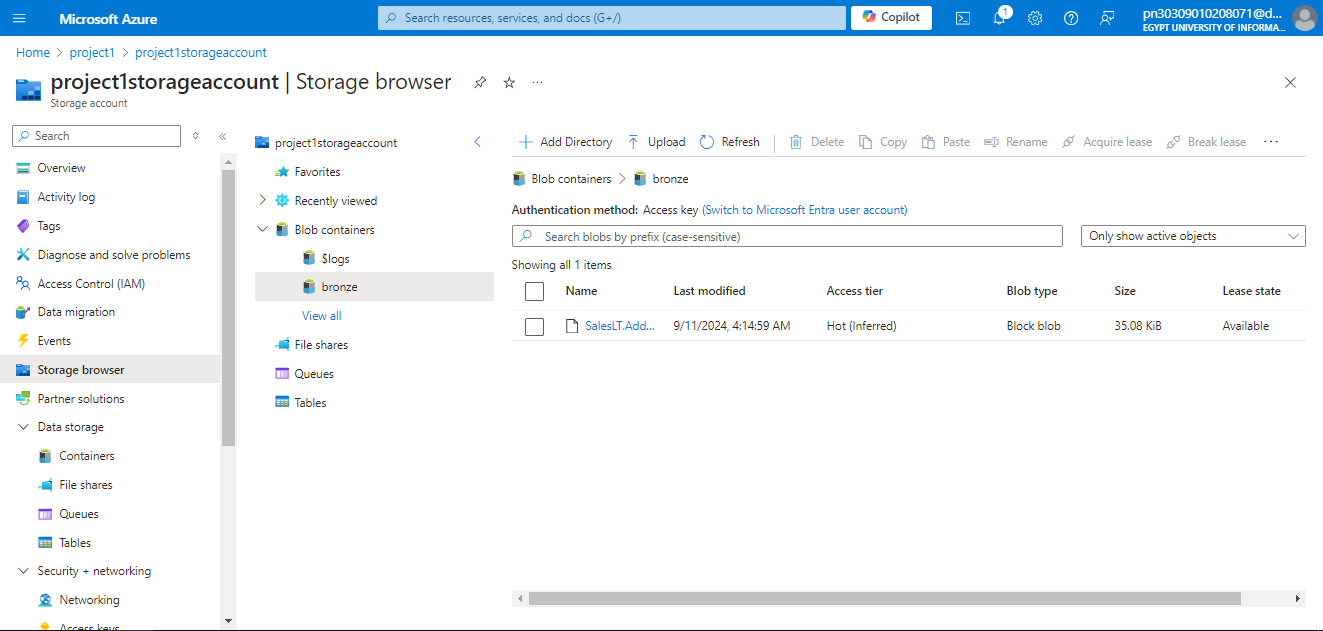 Microsoft Azure
Search resources, services, and docs (G+/)
Copilot
1
pn30309010208071@d...
EGYPT UNIVERSITY OF INFORMA...
Home > project1 > project1storageaccount
project1storageaccount | Storage browser
Storage account
Search
Overview
Activity log
Tags
Diagnose and solve problems
Access Control (IAM)
Data migration
Events
Storage browser
Partner solutions
Data storage
Containers
File shares
Queues
Tables
Security + networking
Networking
Access keys
project1storageaccount
Favorites
Recently viewed
Blob containers
$logs
bronze
View all
File shares
Queues
Tables
Add Directory Upload Refresh Delete Copy Paste Rename Acquire lease Break lease ...
Blob containers > bronze
Authentication method: Access key (Switch to Microsoft Entra user account)
Search blobs by prefix (case-sensitive)
Only show active objects
Showing all 1 items
Name Last modified Access tier Blob type Size Lease state
SalesLT.Add... 9/11/2024, 4:14:59 AM Hot (Inferred) Block blob 35.08 KiB Available